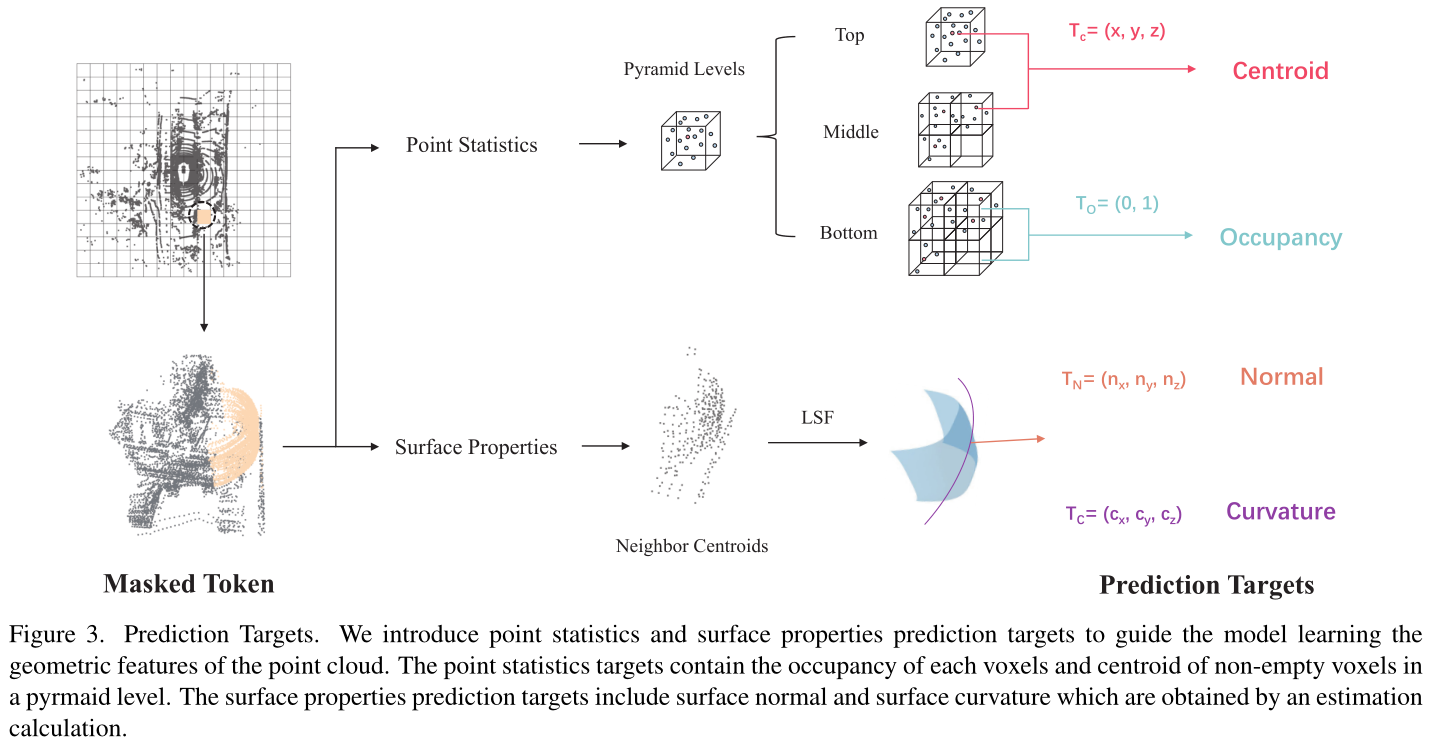 Top
T_c= (x, y, z)
Centroid
Pyramid Levels
Point Statistics
Middle
Bottom
T_O= (0, 1)
Occupancy
Surface Properties
LSF
T_N= (n_x, n_y, n_z)
Normal
T_C= (c_x, c_y, c_z)
Curvature
Neighbor Centroids
Masked Token
Prediction Targets
Figure 3. Prediction Targets. We introduce point statistics and surface properties prediction targets to guide the model learning the
geometric features of the point cloud. The point statistics targets contain the occupancy of each voxels and centroid of non-empty voxels in
a pyrmaid level. The surface properties prediction targets include surface normal and surface curvature which are obtained by an estimation
calculation.